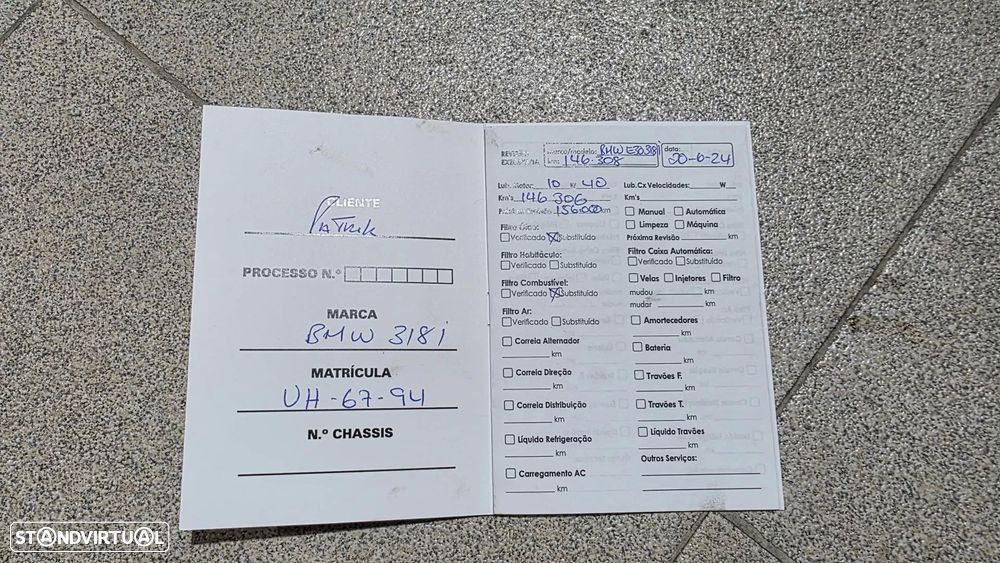 CLIENTE
Patrik
PROCESSO N.º
MARCA
BMW 318i
MATRÍCULA
UH-67-94
N.º CHASSIS
Marca/modelo: BMW E30 318i
data:
km: 146.308
20-6-24
Lub. Motor: 10 W 40
Km's 146 306
156.000 km
Filtro Óleo:
Verificado Substituído
Filtro Habitáculo:
Verificado Substituído
Filtro Combustível:
Verificado Substituído
Filtro Ar:
Verificado Substituído
Correia Alternador
km
Correia Direção
km
Correia Distribuição
km
Líquido Refrigeração
km
Carregamento AC
km
Lub.Cx Velocidades: W
Km's
Manual Automática
Limpeza Máquina
Próxima Revisão km
Filtro Caixa Automática:
Verificado Substituído
Velas Injetores Filtro
mudou km
mudar km
Amortecedores
km
Bateria
km
Travões F.
km
Travões T.
km
Líquido Travões
km
Outros Serviços:
STANDVIRTUAL